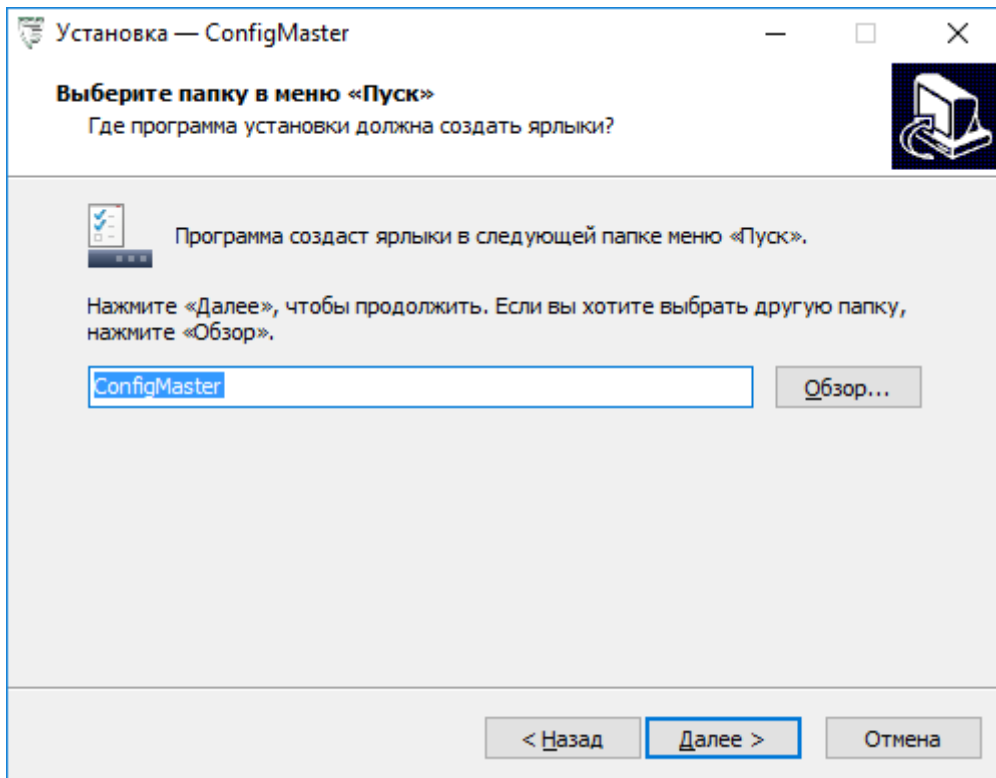 Установка — ConfigMaster
Выберите папку в меню «Пуск»
Где программа установки должна создать ярлыки?
Программа создаст ярлыки в следующей папке меню «Пуск».
Нажмите «Далее», чтобы продолжить. Если вы хотите выбрать другую папку,
нажмите «Обзор».
ConfigMaster
Обзор...
< Назад
Далее >
Отмена